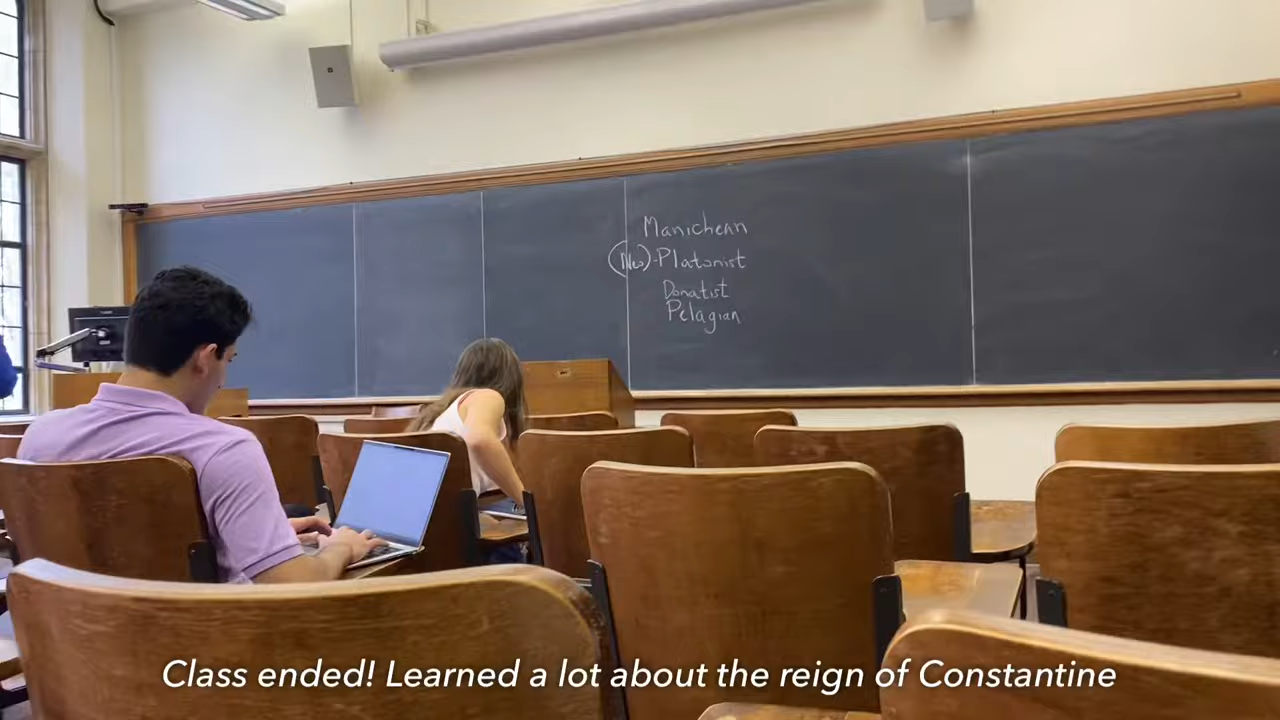 Manichean
(Neo)-Platonist
Donatist
Pelagian
Class ended! Learned a lot about the reign of Constantine